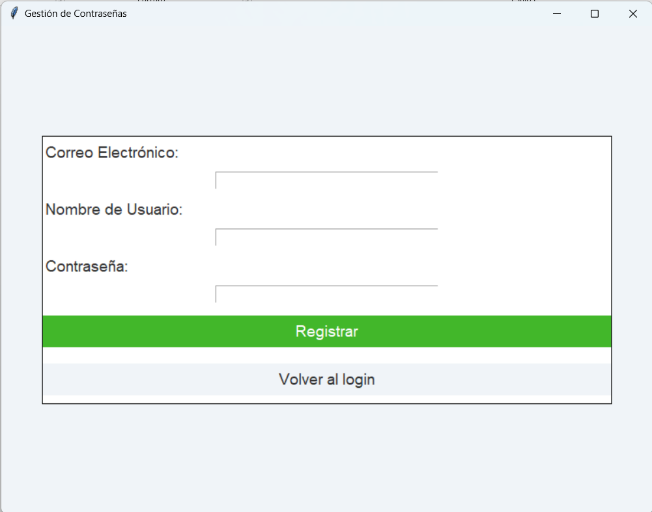 Gestión de Contraseñas
Correo Electrónico:
Nombre de Usuario:
Contraseña:
Registrar
Volver al login